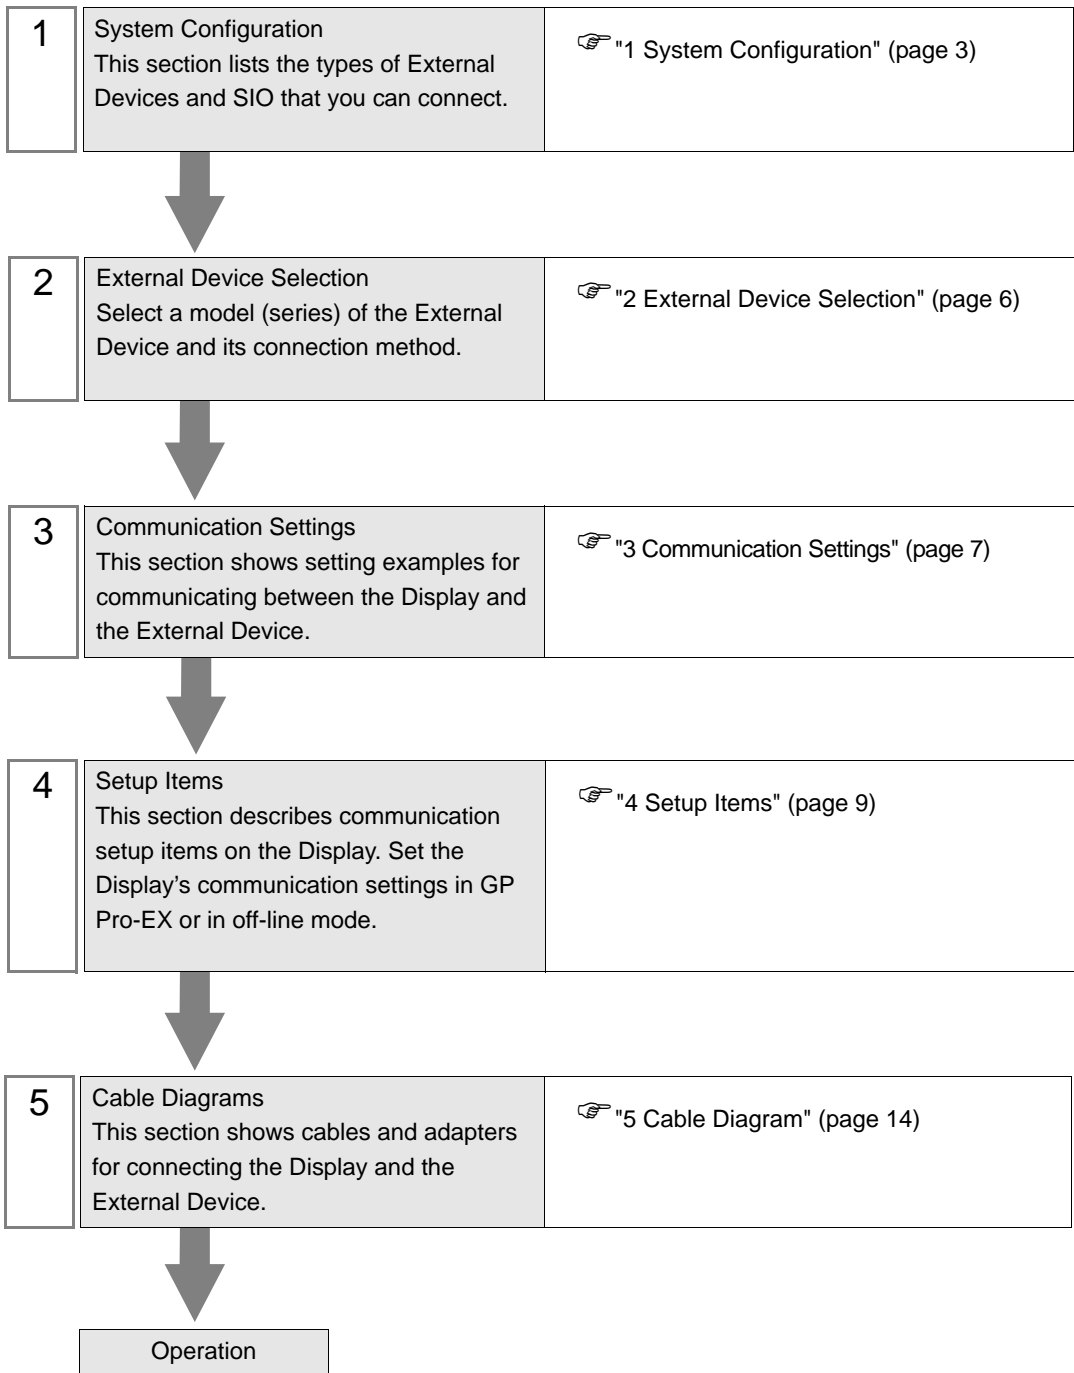 1
System Configuration
This section lists the types of External
Devices and SIO that you can connect.
"1 System Configuration" (page 3)
2
External Device Selection
Select a model (series) of the External
Device and its connection method.
"2 External Device Selection" (page 6)
3
Communication Settings
This section shows setting examples for
communicating between the Display and
the External Device.
"3 Communication Settings" (page 7)
4
Setup Items
This section describes communication
setup items on the Display. Set the
Display’s communication settings in GP
Pro-EX or in off-line mode.
"4 Setup Items" (page 9)
5
Cable Diagrams
This section shows cables and adapters
for connecting the Display and the
External Device.
"5 Cable Diagram" (page 14)
Operation